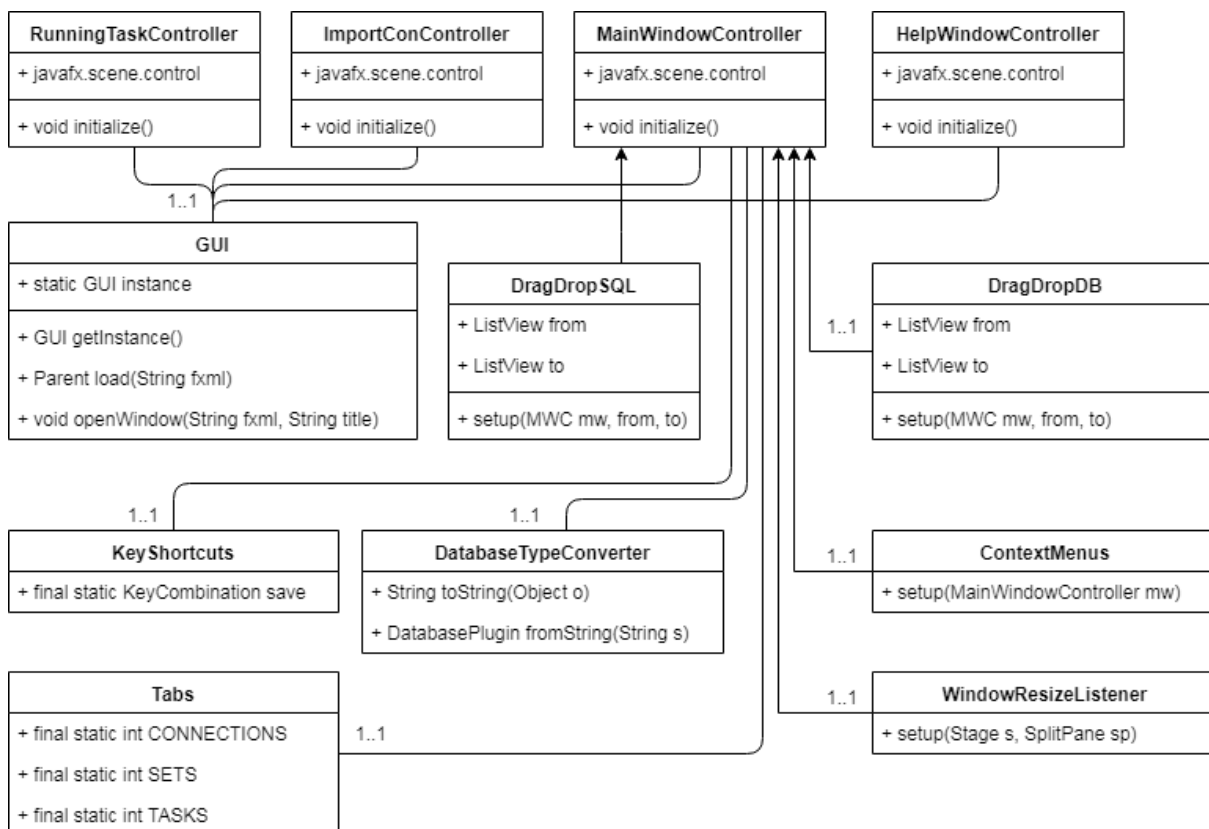 RunningTaskController
+ javafx.scene.control
+ void initialize()
ImportConController
+ javafx.scene.control
+ void initialize()
MainWindowController
+ javafx.scene.control
+ void initialize()
HelpWindowController
+ javafx.scene.control
+ void initialize()
1..1
GUI
+ static GUI instance
+ GUI getInstance()
+ Parent load(String fxml)
+ void openWindow(String fxml, String title)
DragDropSQL
+ ListView from
+ ListView to
+ setup(MWC mw, from, to)
1..1
DragDropDB
+ ListView from
+ ListView to
+ setup(MWC mw, from, to)
1..1
KeyShortcuts
+ final static KeyCombination save
1..1
DatabaseTypeConverter
+ String toString(Object o)
+ DatabasePlugin fromString(String s)
1..1
ContextMenus
+ setup(MainWindowController mw)
Tabs
+ final static int CONNECTIONS
+ final static int SETS
+ final static int TASKS
1..1
1..1
WindowResizeListener
+ setup(Stage s, SplitPane sp)